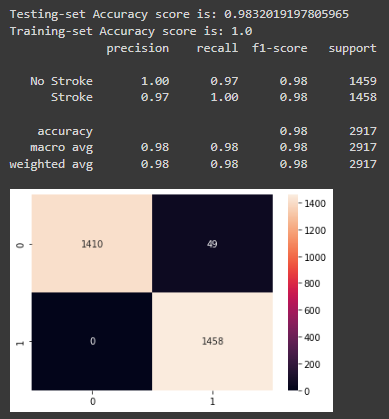 Testing-set Accuracy score is: 0.9832019197805965
Training-set Accuracy score is: 1.0
precision recall f1-score support
No Stroke 1.00 0.97 0.98 1459
Stroke 0.97 1.00 0.98 1458
accuracy 0.98 2917
macro avg 0.98 0.98 0.98 2917
weighted avg 0.98 0.98 0.98 2917
1400
1200
0 1410 49
1000
800
600
400
1 0 1458
200
0
0 1